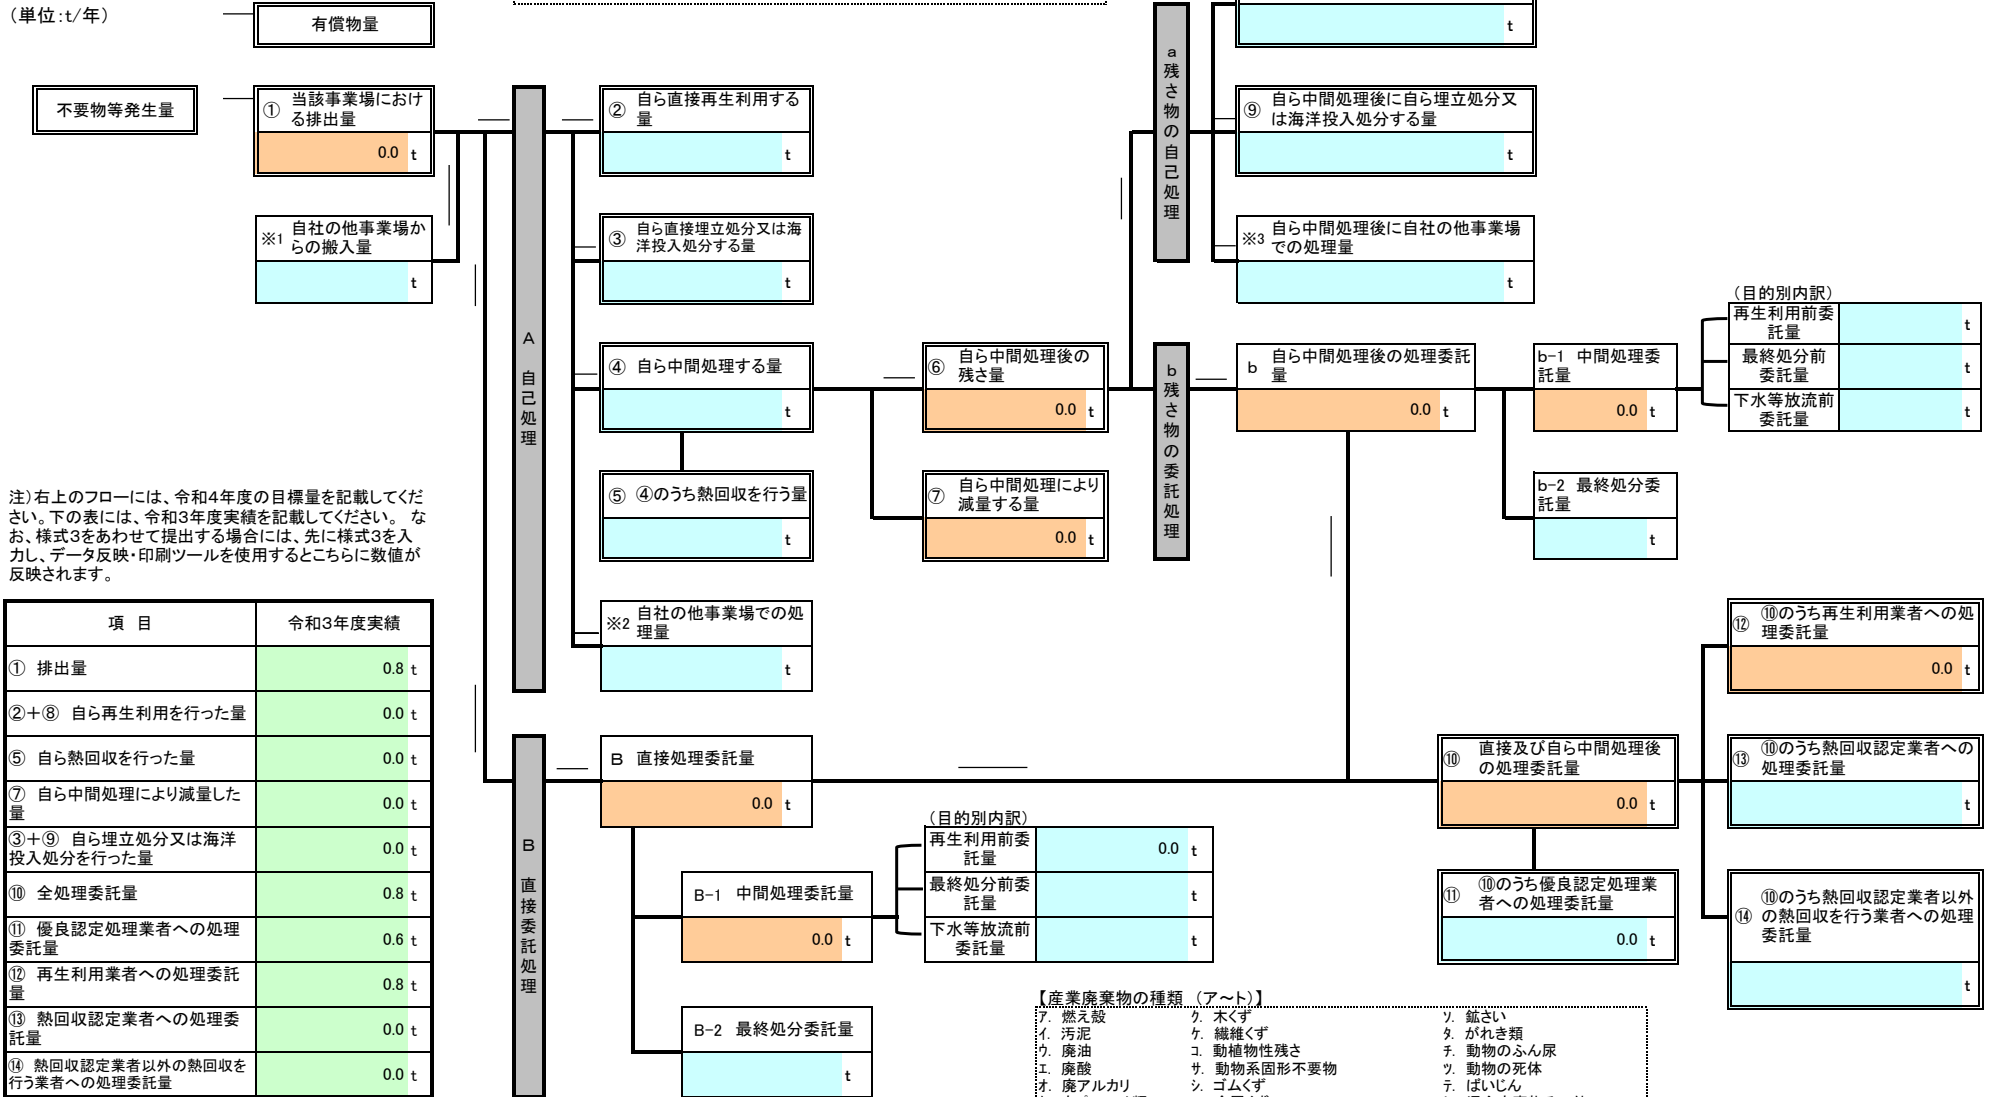 （単位:t/年）
有償物量
t
不要物等発生量
① 当該事業場におけ
る排出量
0.0 t
※1 自社の他事業場か
らの搬入量
t
A 自己処理
② 自ら直接再生利用する
量
t
③ 自ら直接埋立処分又は海
洋投入処分する量
t
④ 自ら中間処理する量
t
⑤ ④のうち熱回収を行う量
t
※2 自社の他事業場での処
理量
t
⑥ 自ら中間処理後の
残さ量
0.0 t
⑦ 自ら中間処理により
減量する量
0.0 t
a 残さ物の自己処理
⑨ 自ら中間処理後に自ら埋立処分又
は海洋投入処分する量
t
※3 自ら中間処理後に自社の他事業場
での処理量
t
b 残さ物の委託処理
b 自ら中間処理後の処理委託
量
0.0 t
b-1 中間処理委
託量
0.0 t
（目的別内訳）
再生利用前委
託量
t
最終処分前
委託量
t
下水等放流前
委託量
t
b-2 最終処分委
託量
t
注）右上のフローには、令和4年度の目標量を記載してくだ
さい。下の表には、令和3年度実績を記載してください。 な
お、様式3をあわせて提出する場合には、先に様式3を入
力し、データ反映・印刷ツールを使用するとこちらに数値が
反映されます。
項 目 令和3年度実績
① 排出量 0.8 t
②＋⑧ 自ら再生利用を行った量 0.0 t
⑤ 自ら熱回収を行った量 0.0 t
⑦ 自ら中間処理により減量した
量 0.0 t
③＋⑨ 自ら埋立処分又は海洋
投入処分を行った量 0.0 t
⑩ 全処理委託量 0.8 t
⑪ 優良認定処理業者への処理
委託量 0.6 t
⑫ 再生利用業者への処理委託
量 0.8 t
⑬ 熱回収認定業者への処理委
託量 0.0 t
⑭ 熱回収認定業者以外の熱回収を
行う業者への処理委託量 0.0 t
B 直接委託処理
B 直接処理委託量
0.0 t
B-1 中間処理委託量
0.0 t
（目的別内訳）
再生利用前委
託量
0.0 t
最終処分前委
託量
t
下水等放流前
委託量
t
B-2 最終処分委託量
t
⑩ 直接及び自ら中間処理後
の処理委託量
0.0 t
⑪ ⑩のうち優良認定処理業
者への処理委託量
0.0 t
⑫ ⑩のうち再生利用業者への処
理委託量
0.0 t
⑬ ⑩のうち熱回収認定業者への
処理委託量
t
⑭ ⑩のうち熱回収認定業者以外
の熱回収を行う業者への処理
委託量
t
【産業廃棄物の種類 （ア～ト）】
ア. 燃え殻 ク. 木くず ソ. 鉱さい
イ. 汚泥 ケ. 繊維くず タ. がれき類
ウ. 廃油 コ. 動植物性残さ チ. 動物のふん尿
エ. 廃酸 サ. 動物系固形不要物 ツ. 動物の死体
オ. 廃アルカリ シ. ゴムくず テ. ばいじん